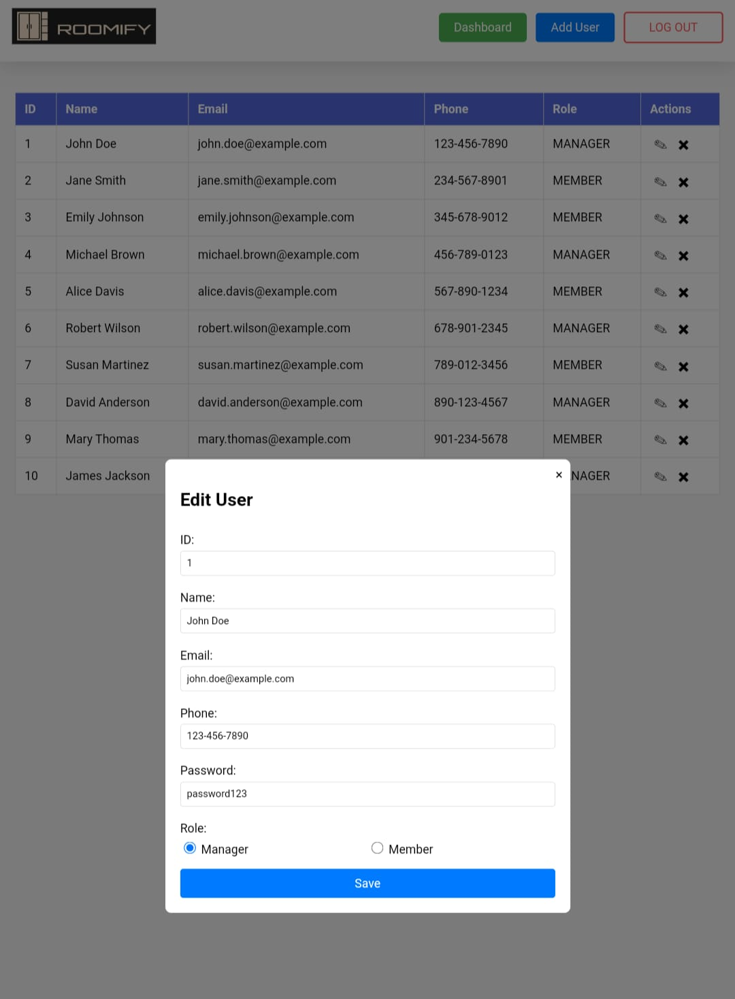 ROOMIFY
Dashboard Add User LOG OUT
ID Name Email Phone Role Actions
1 John Doe john.doe@example.com 123-456-7890 MANAGER
2 Jane Smith jane.smith@example.com 234-567-8901 MEMBER
3 Emily Johnson emily.johnson@example.com 345-678-9012 MEMBER
4 Michael Brown michael.brown@example.com 456-789-0123 MANAGER
5 Alice Davis alice.davis@example.com 567-890-1234 MEMBER
6 Robert Wilson robert.wilson@example.com 678-901-2345 MANAGER
7 Susan Martinez susan.martinez@example.com 789-012-3456 MEMBER
8 David Anderson david.anderson@example.com 890-123-4567 MANAGER
9 Mary Thomas mary.thomas@example.com 901-234-5678 MEMBER
10 James Jackson NAGER
Edit User
ID:
1
Name:
John Doe
Email:
john.doe@example.com
Phone:
123-456-7890
Password:
password123
Role:
Manager Member
Save